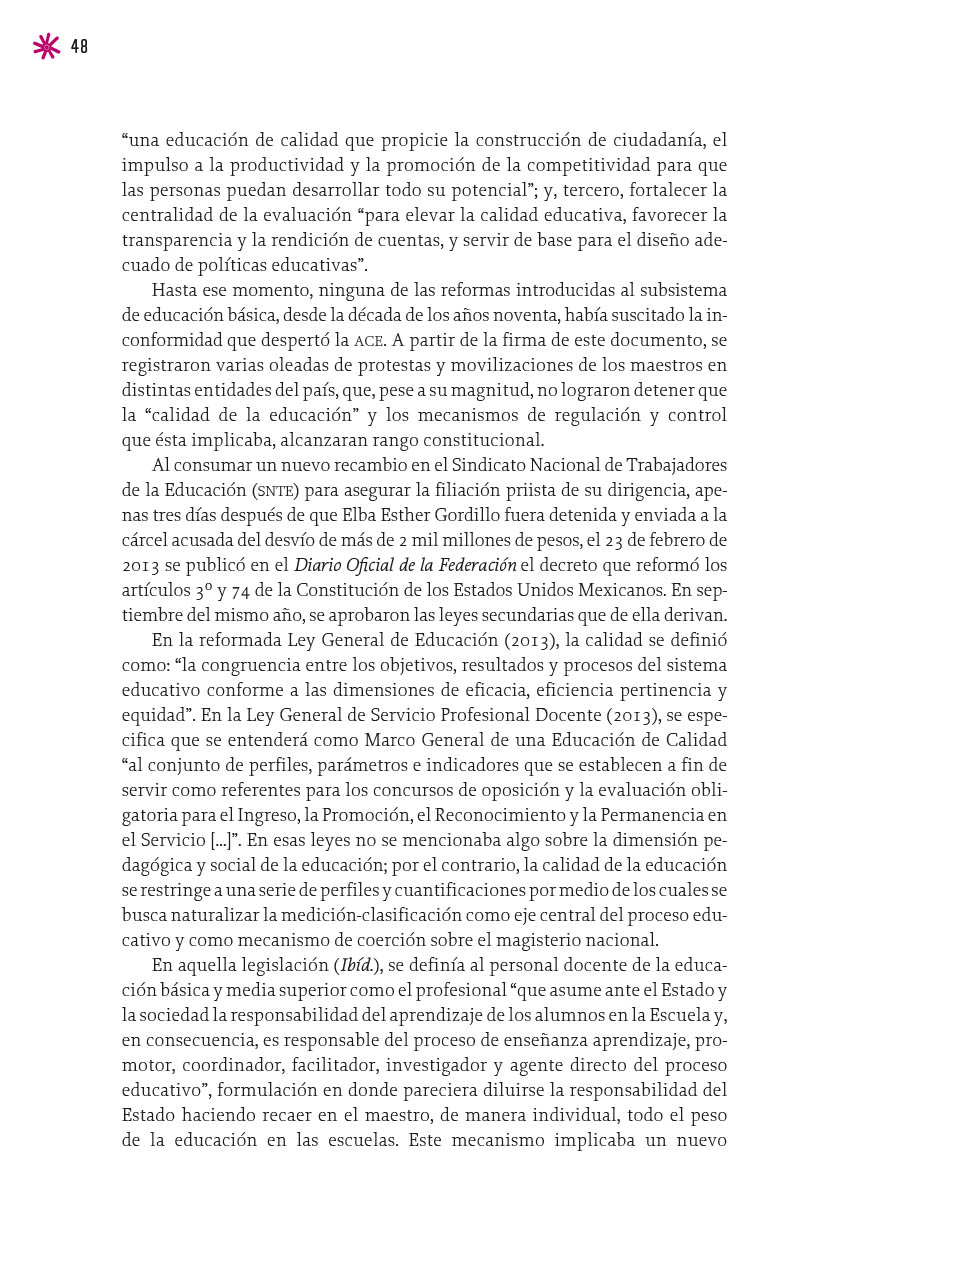 48
“una educación de calidad que propicie la construcción de ciudadanía, el
impulso a la productividad y la promoción de la competitividad para que
las personas puedan desarrollar todo su potencial”; y, tercero, fortalecer la
centralidad de la evaluación “para elevar la calidad educativa, favorecer la
transparencia y la rendición de cuentas, y servir de base para el diseño ade-
cuado de políticas educativas”.
Hasta ese momento, ninguna de las reformas introducidas al subsistema
de educación básica, desde la década de los años noventa, había suscitado la in-
conformidad que despertó la ACE. A partir de la firma de este documento, se
registraron varias oleadas de protestas y movilizaciones de los maestros en
distintas entidades del país, que, pese a su magnitud, no lograron detener que
la “calidad de la educación” y los mecanismos de regulación y control
que ésta implicaba, alcanzaran rango constitucional.
Al consumar un nuevo recambio en el Sindicato Nacional de Trabajadores
de la Educación (SNTE) para asegurar la filiación priista de su dirigencia, ape-
nas tres días después de que Elba Esther Gordillo fuera detenida y enviada a la
cárcel acusada del desvío de más de 2 mil millones de pesos, el 23 de febrero de
2013 se publicó en el Diario Oficial de la Federación el decreto que reformó los
artículos 3º y 74 de la Constitución de los Estados Unidos Mexicanos. En sep-
tiembre del mismo año, se aprobaron las leyes secundarias que de ella derivan.
En la reformada Ley General de Educación (2013), la calidad se definió
como: “la congruencia entre los objetivos, resultados y procesos del sistema
educativo conforme a las dimensiones de eficacia, eficiencia pertinencia y
equidad”. En la Ley General de Servicio Profesional Docente (2013), se espe-
cifica que se entenderá como Marco General de una Educación de Calidad
“al conjunto de perfiles, parámetros e indicadores que se establecen a fin de
servir como referentes para los concursos de oposición y la evaluación obli-
gatoria para el Ingreso, la Promoción, el Reconocimiento y la Permanencia en
el Servicio [...]”. En esas leyes no se mencionaba algo sobre la dimensión pe-
dagógica y social de la educación; por el contrario, la calidad de la educación
se restringe a una serie de perfiles y cuantificaciones por medio de los cuales se
busca naturalizar la medición-clasificación como eje central del proceso edu-
cativo y como mecanismo de coerción sobre el magisterio nacional.
En aquella legislación (Ibíd.), se definía al personal docente de la educa-
ción básica y media superior como el profesional “que asume ante el Estado y
la sociedad la responsabilidad del aprendizaje de los alumnos en la Escuela y,
en consecuencia, es responsable del proceso de enseñanza aprendizaje, pro-
motor, coordinador, facilitador, investigador y agente directo del proceso
educativo”, formulación en donde pareciera diluirse la responsabilidad del
Estado haciendo recaer en el maestro, de manera individual, todo el peso
de la educación en las escuelas. Este mecanismo implicaba un nuevo